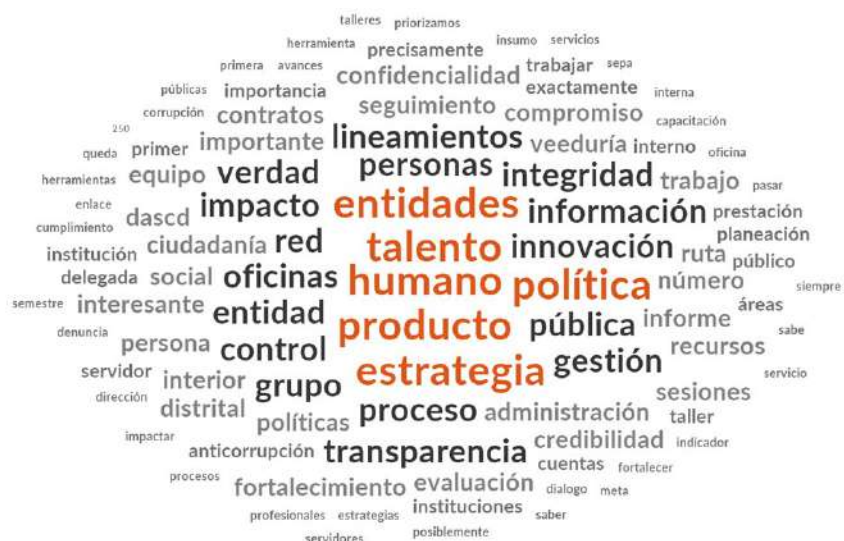 talleres priorizamos
herramienta precisamente insumo servicios
primera avances confidencialidad trabajar sepa
públicas importancia exactamente interna
corrupción contratos seguimiento compromiso capacitación
250 importante lineamientos veeduría interno oficina
queda primer verdad personas integridad trabajo pasar
herramientas equipo
enlace impacto entidades información prestación
cumplimiento dascd planeación
institución ciudadanía red talento innovación ruta público
delegada social oficinas humano política número siempre
semestre interesante entidad áreas
denuncia producto pública informe sabe
persona control recursos
servidor interior grupo estrategia gestión servicio
dirección distrital sesiones
políticas proceso administración taller
impactar anticorrupción transparencia credibilidad indicador
procesos cuentas fortalecer
fortalecimiento evaluación dialogo meta
profesionales estrategias instituciones saber
servidores posiblemente